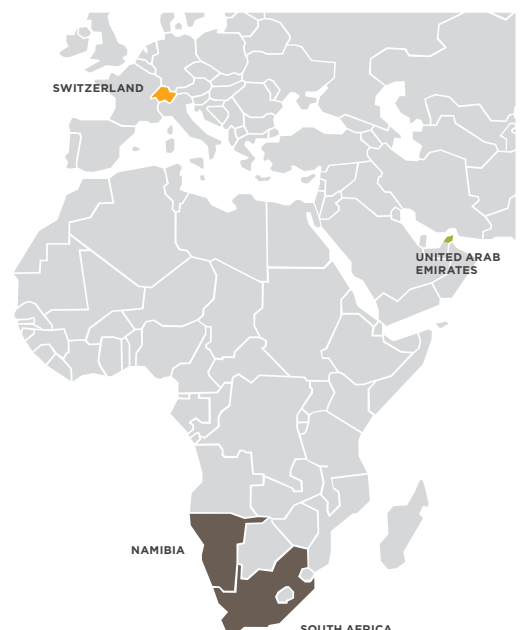 SWITZERLAND
UNITED ARAB
EMIRATES
NAMIBIA
SOUTH AFRICA